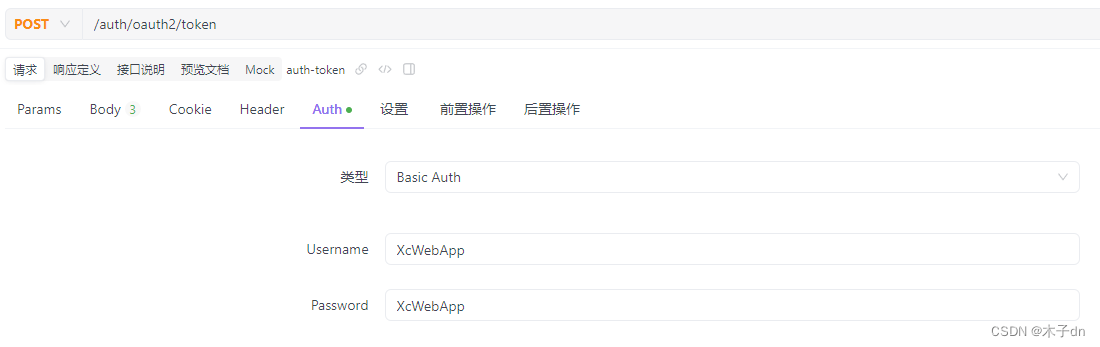 POST /auth/oauth2/token
请求 响应定义 接口说明 预览文档 Mock auth-token
Params Body 3 Cookie Header Auth 设置 前置操作 后置操作
类型 Basic Auth
Username XcWebApp
Password XcWebApp
CSDN @木子dn